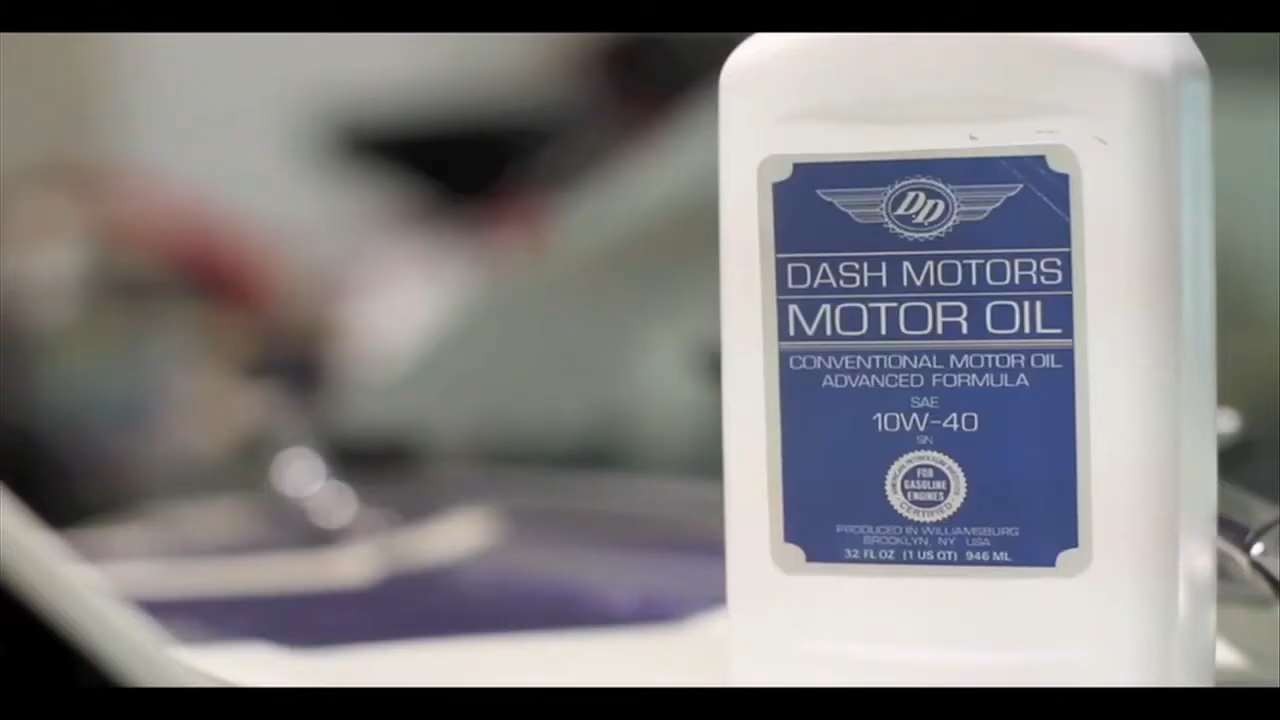 D.D.
DASH MOTORS
MOTOR OIL
CONVENTIONAL MOTOR OIL
ADVANCED FORMULA
SAE
10W-40
SN
FOR
GASOLINE
ENGINES
CERTIFIED
PRODUCED IN WILLIAMSBURG
BROOKLYN, NY USA
32 FL OZ (1 US QT) 946 ML